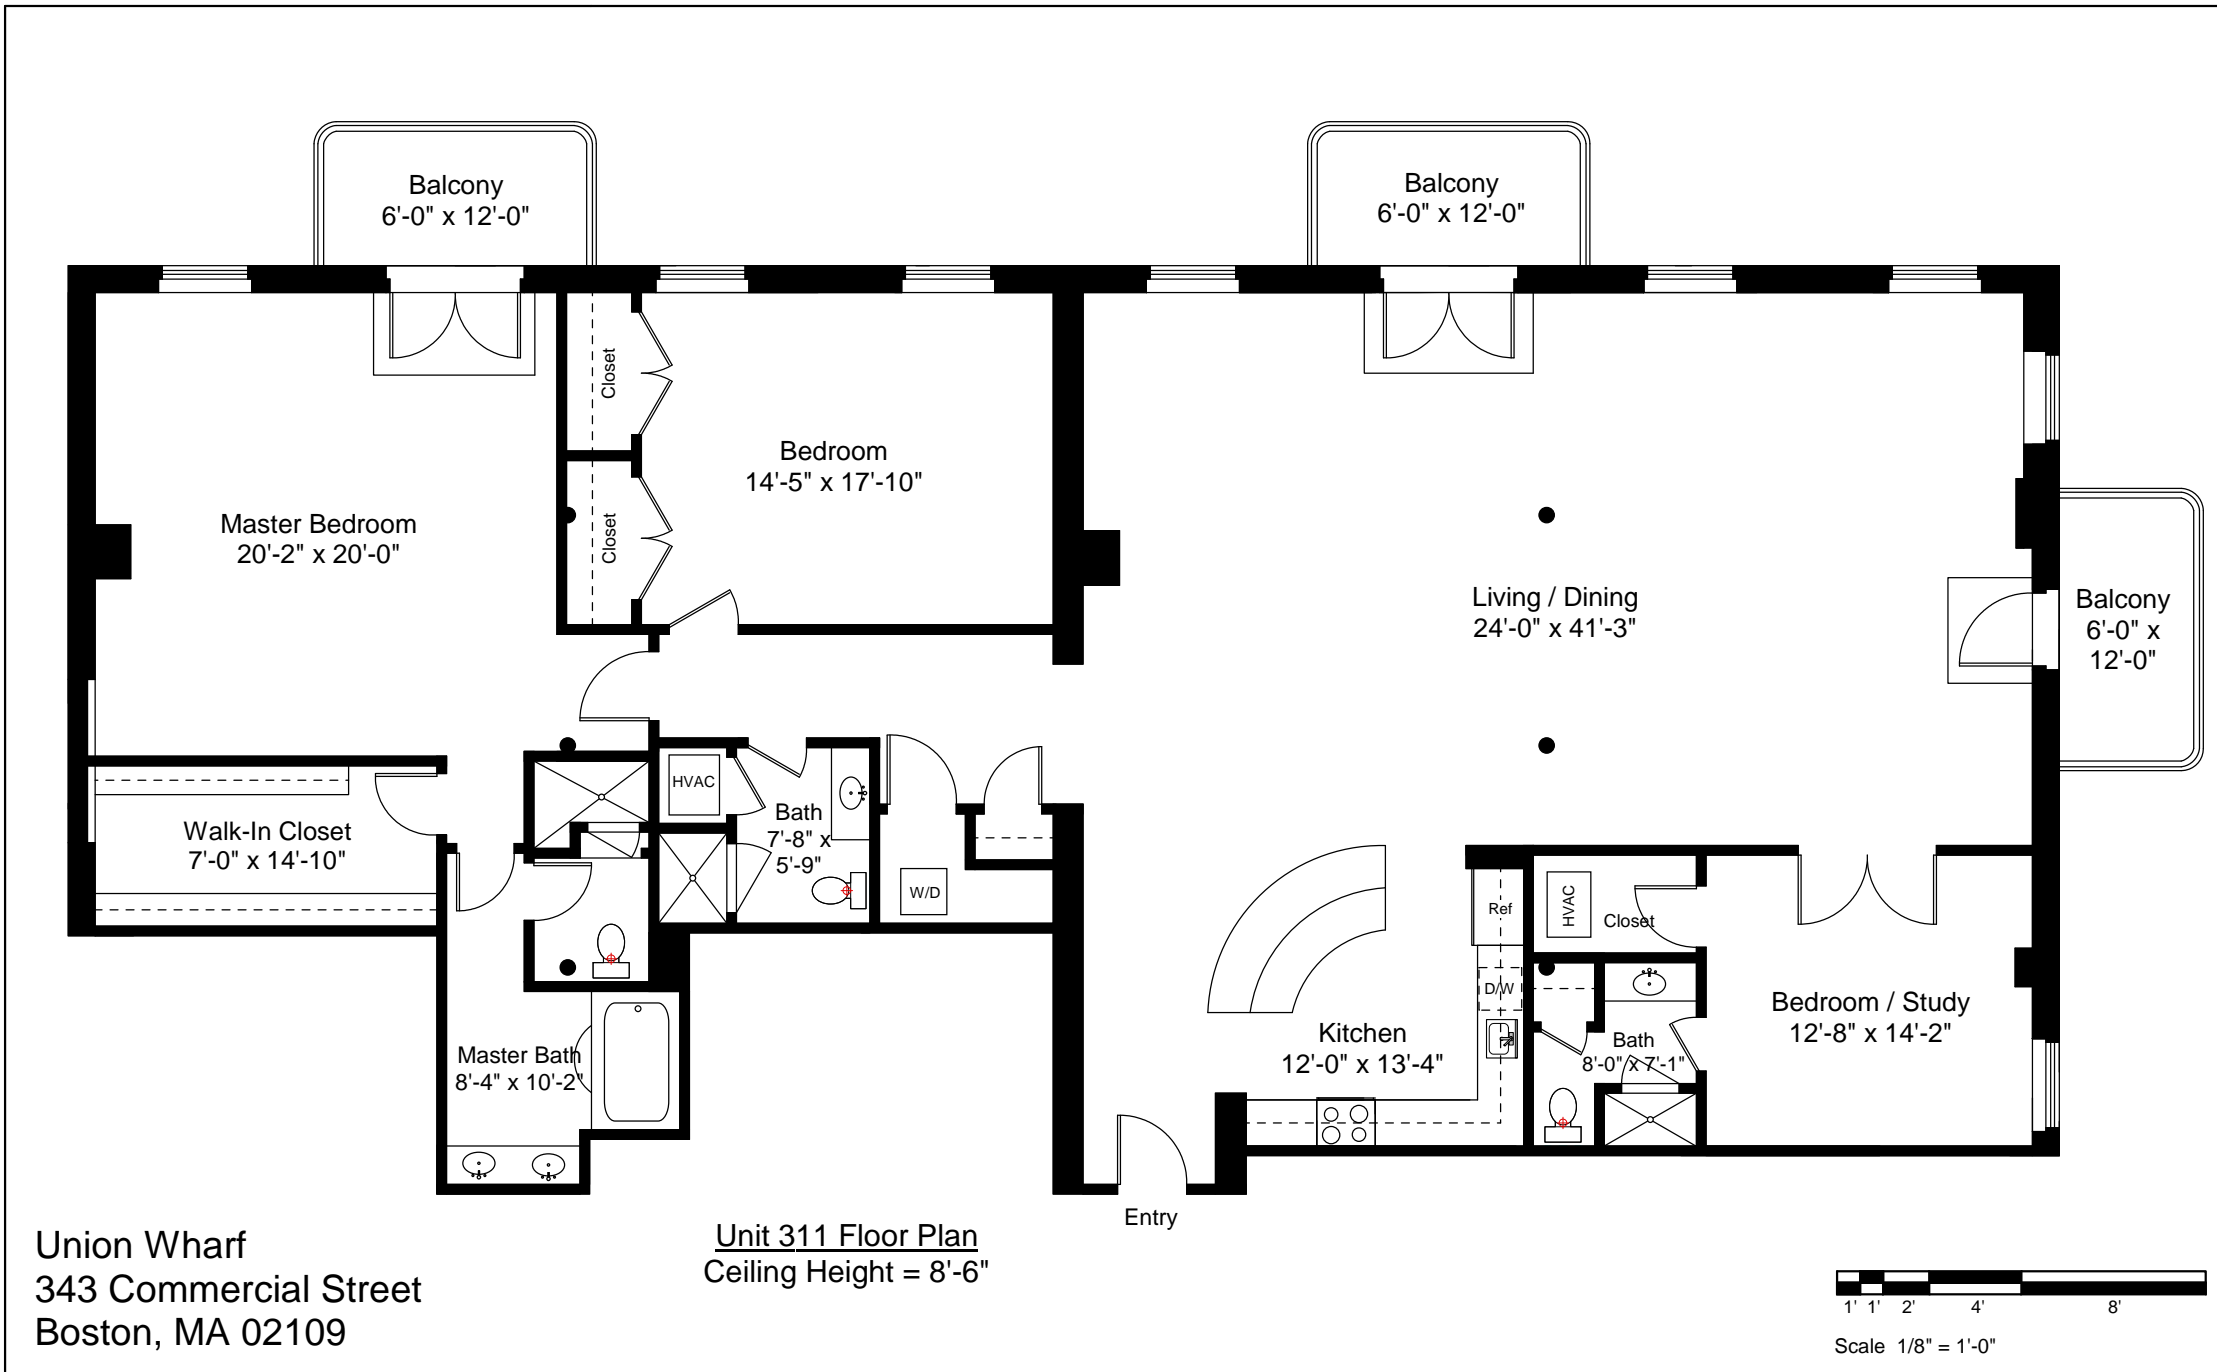 Balcony
6'-0" x 12'-0"
Balcony
6'-0" x 12'-0"
Closet
Bedroom
14'-5" x 17'-10"
Closet
Master Bedroom
20'-2" x 20'-0"
Living / Dining
24'-0" x 41'-3"
Balcony
6'-0" x
12'-0"
HVAC
Bath
7'-8" x
5'-9"
Walk-In Closet
7'-0" x 14'-10"
W/D
Ref
HVAC
Closet
D/W
Kitchen
12'-0" x 13'-4"
Bath
8'-0" x 7'-1"
Bedroom / Study
12'-8" x 14'-2"
Master Bath
8'-4" x 10'-2"
Entry
Union Wharf
343 Commercial Street
Boston, MA 02109
Unit 311 Floor Plan
Ceiling Height = 8'-6"
1' 1' 2' 4' 8'
Scale 1/8" = 1'-0"